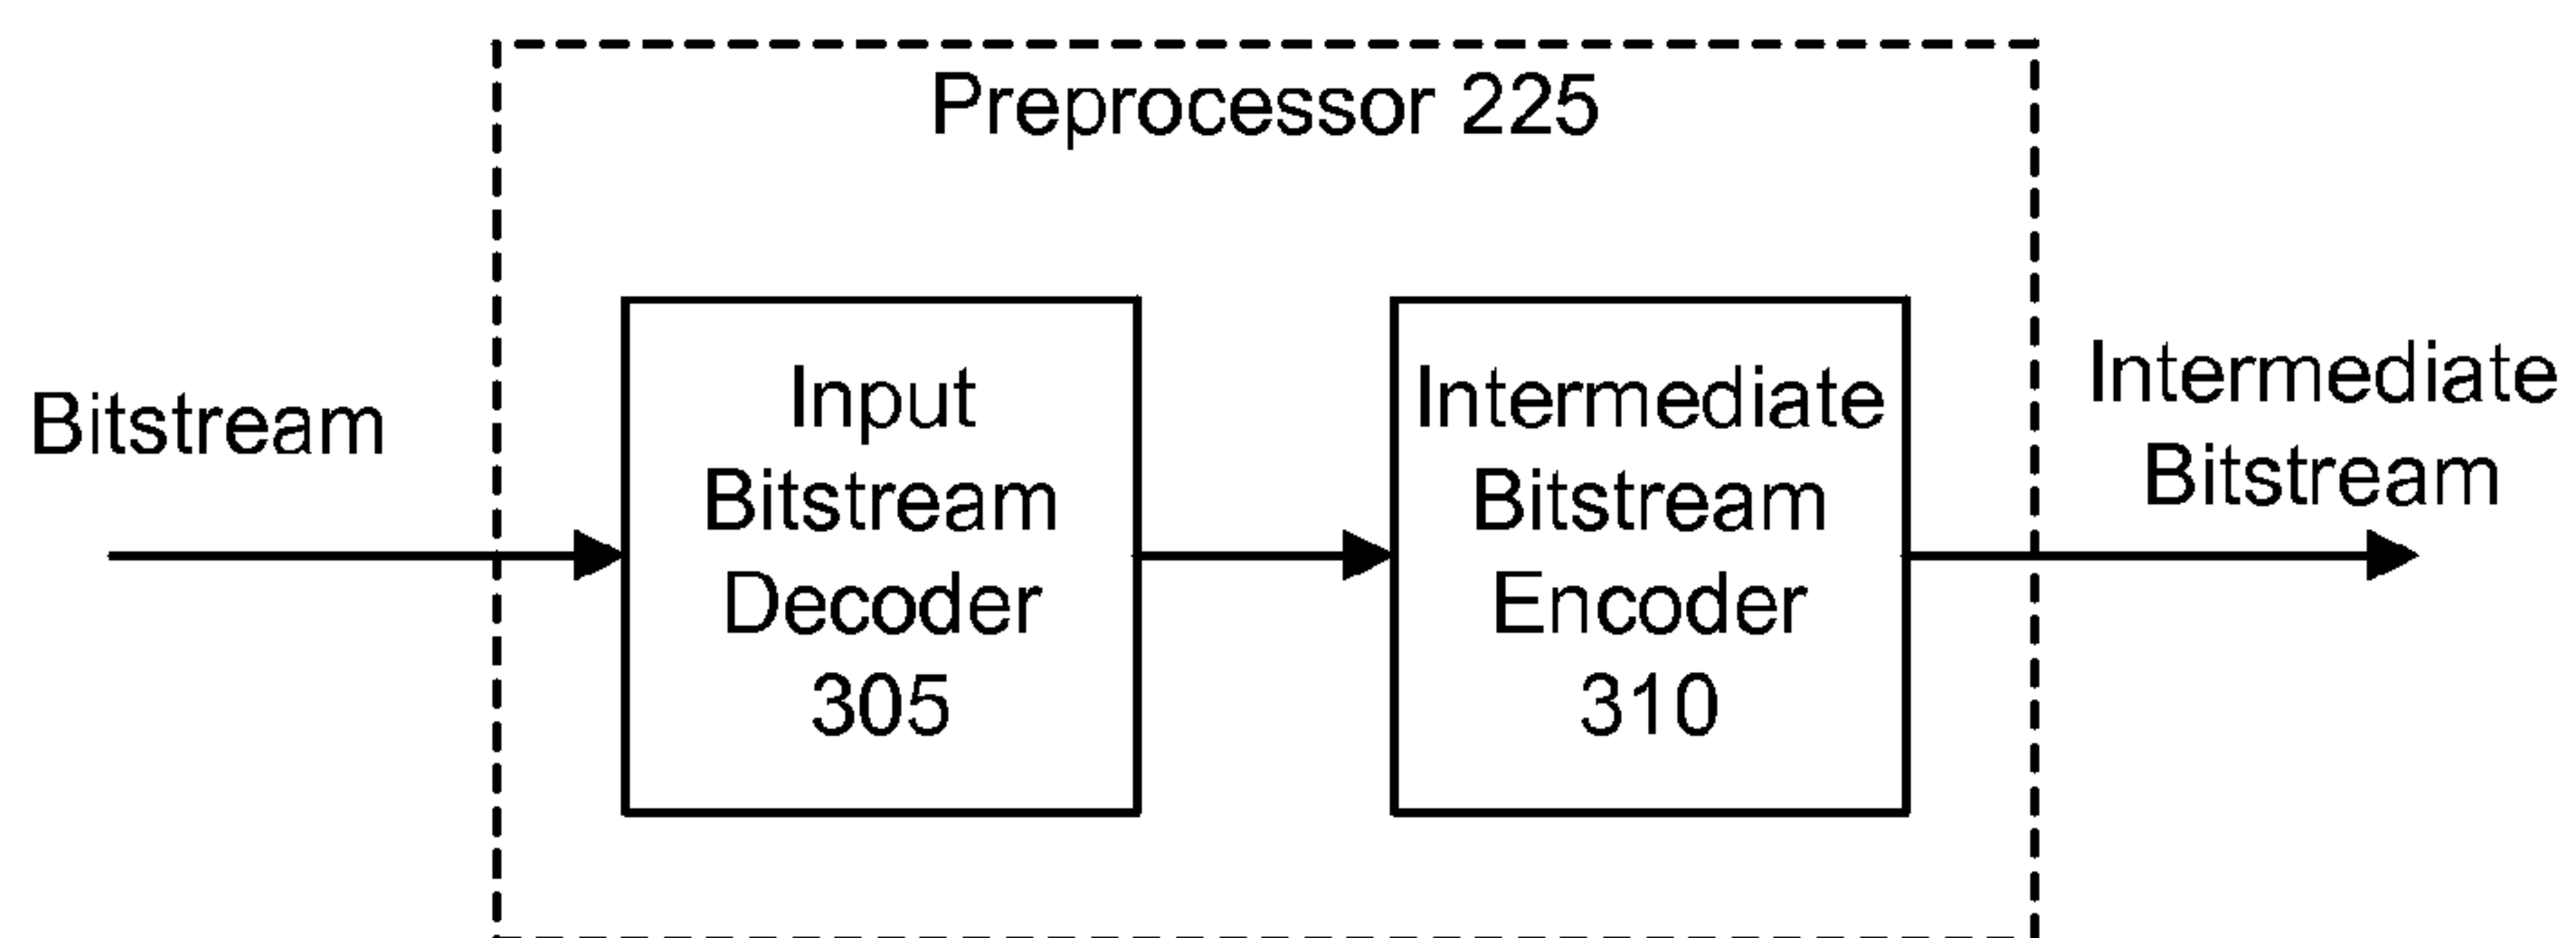 Preprocessor 225
Bitstream
Input
Bitstream
Decoder
305
Intermediate
Bitstream
Encoder
310
Intermediate
Bitstream